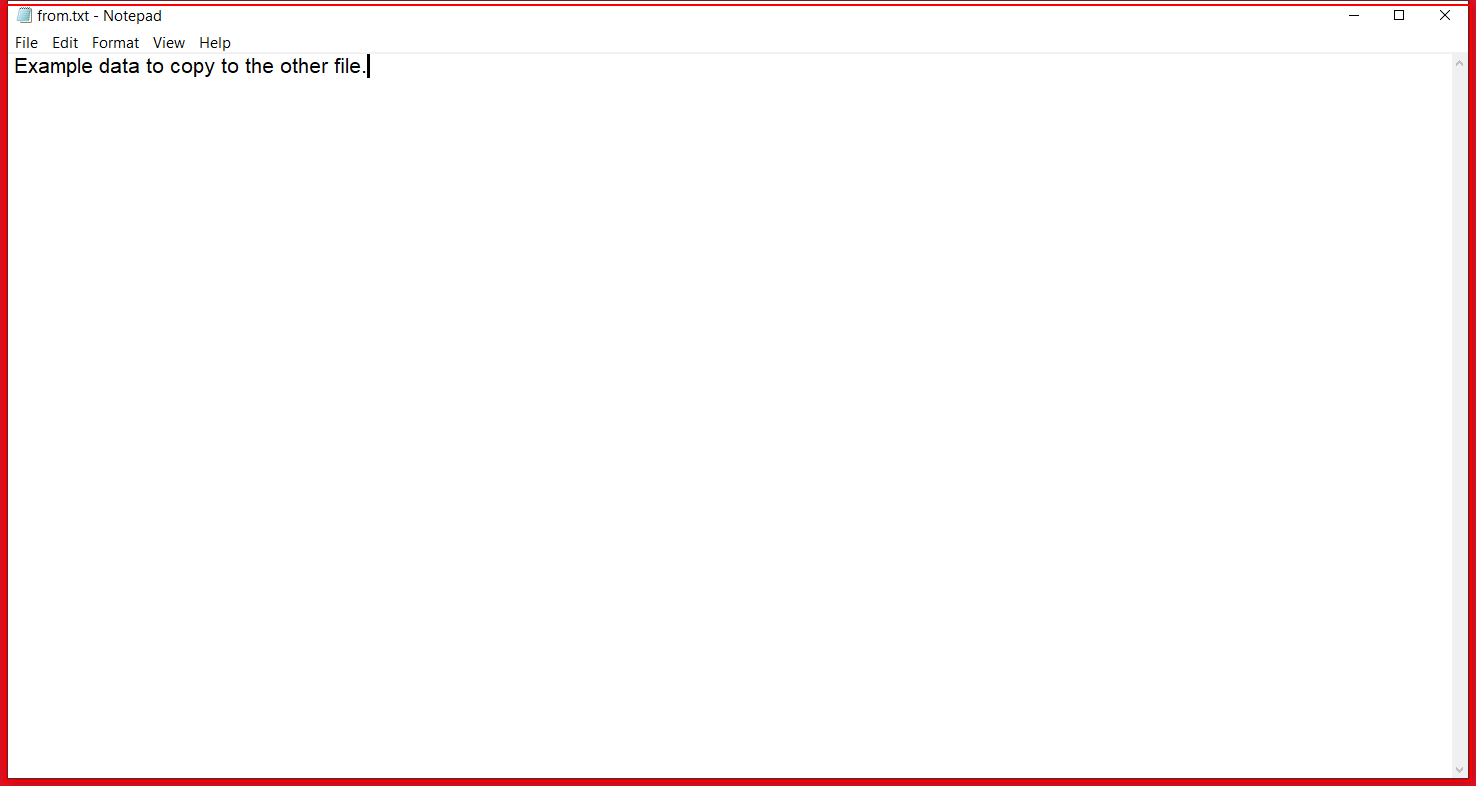 from.txt - Notepad
File Edit Format View Help
Example data to copy to the other file.